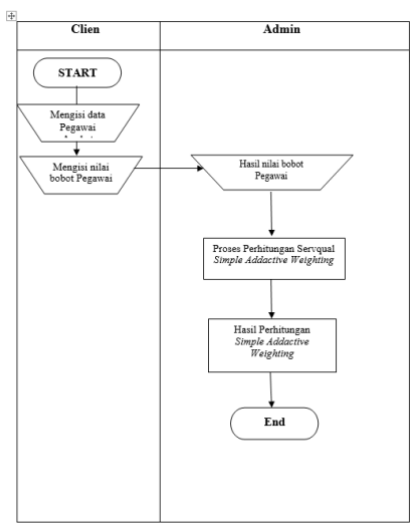 Clien
Admin
START
Mengisi data
Pegawai
Mengisi nilai
bobot Pegawai
Hasil nilai bobot
Pegawai
Proses Perhitungan Servqual
Simple Addactive Weighting
Hasil Perhitungan
Simple Addactive
Weighting
End